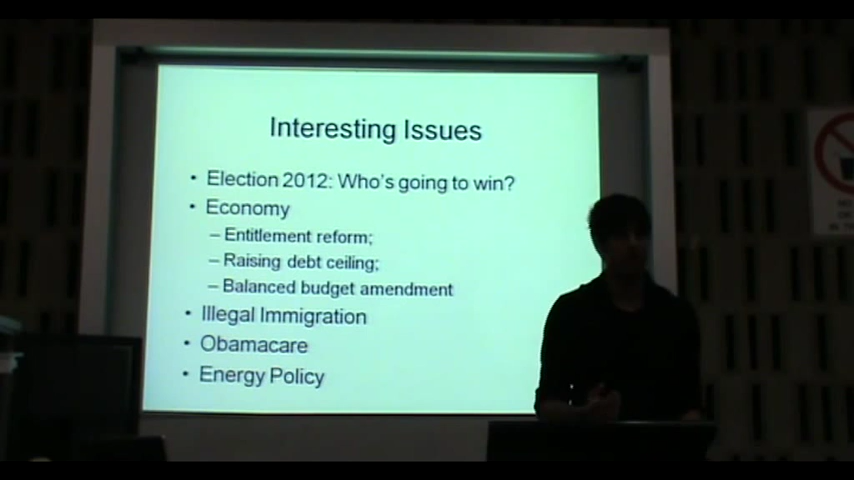 Interesting Issues
• Election 2012: Who's going to win?
• Economy
– Entitlement reform;
– Raising debt ceiling;
– Balanced budget amendment
• Illegal Immigration
• Obamacare
• Energy Policy